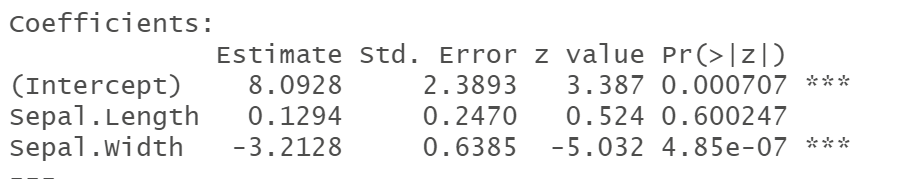 Coefficients:
Estimate Std. Error z value Pr(>|z|)
(Intercept) 8.0928 2.3893 3.387 0.000707 ***
Sepal.Length 0.1294 0.2470 0.524 0.600247
Sepal.Width -3.2128 0.6385 -5.032 4.85e-07 ***
---